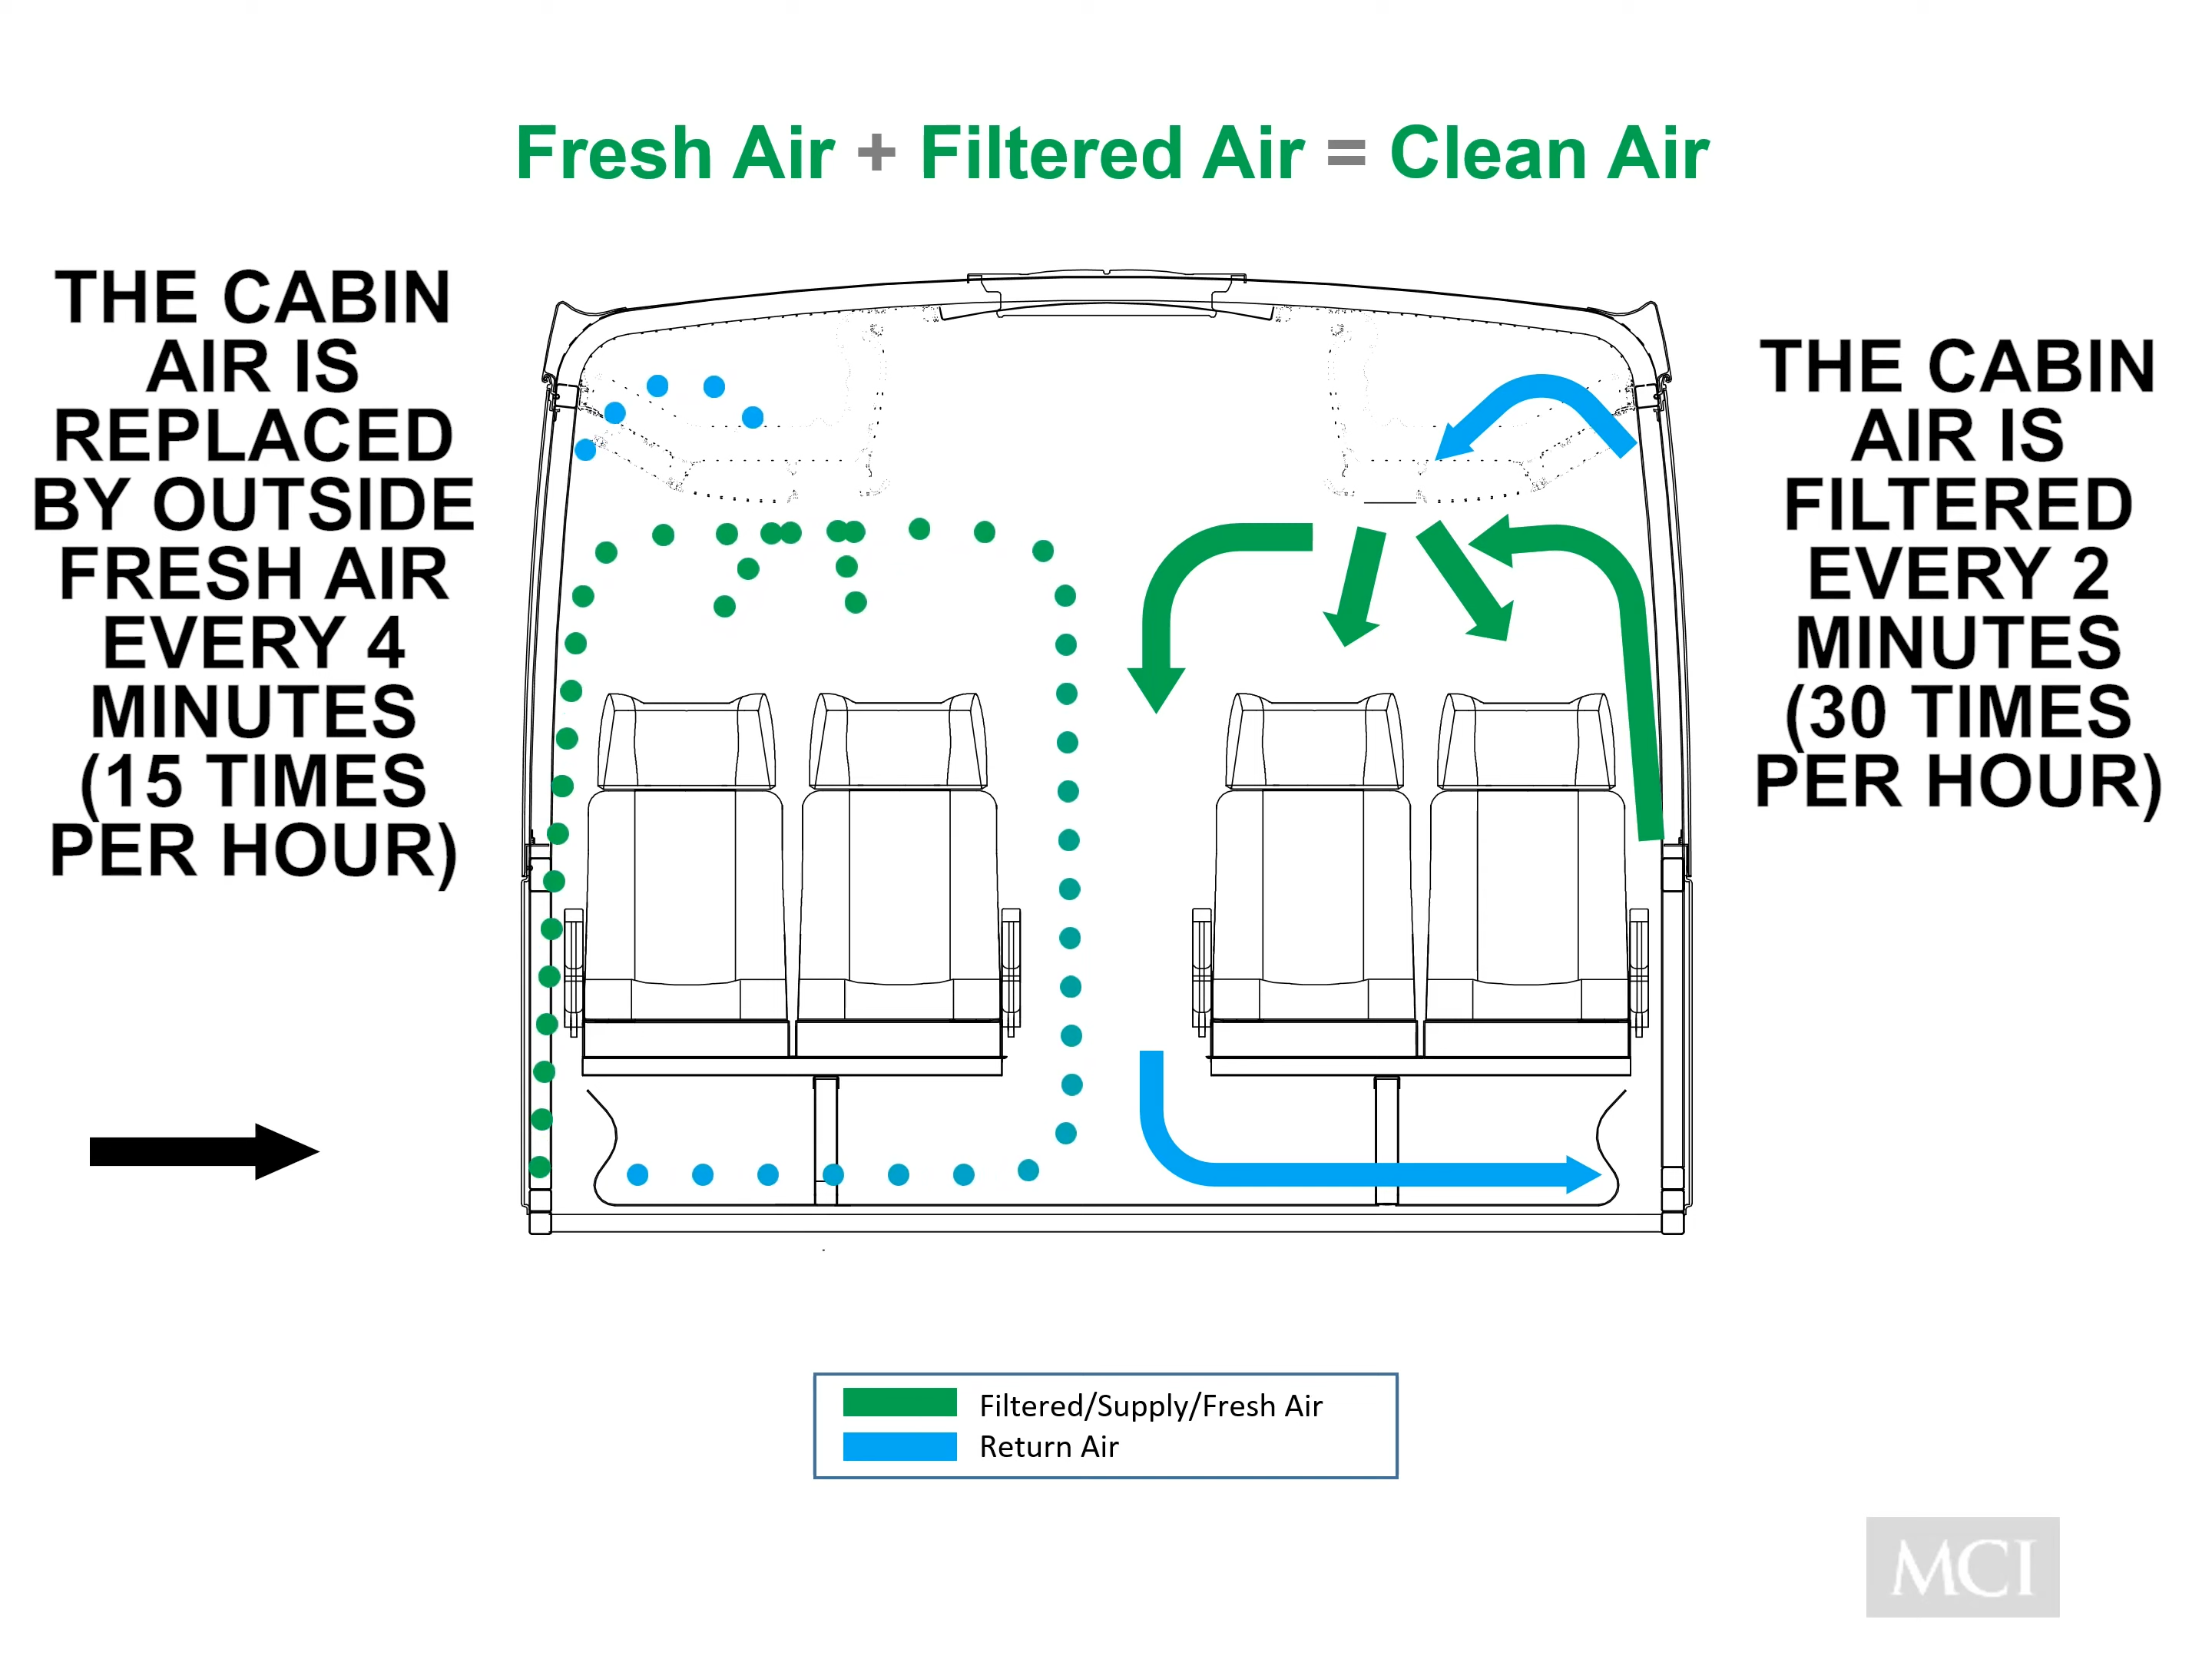 Fresh Air + Filtered Air = Clean Air
THE CABIN
AIR IS
REPLACED
BY OUTSIDE
FRESH AIR
EVERY 4
MINUTES
(15 TIMES
PER HOUR)
THE CABIN
AIR IS
FILTERED
EVERY 2
MINUTES
(30 TIMES
PER HOUR)
Filtered/Supply/Fresh Air
Return Air
MCI